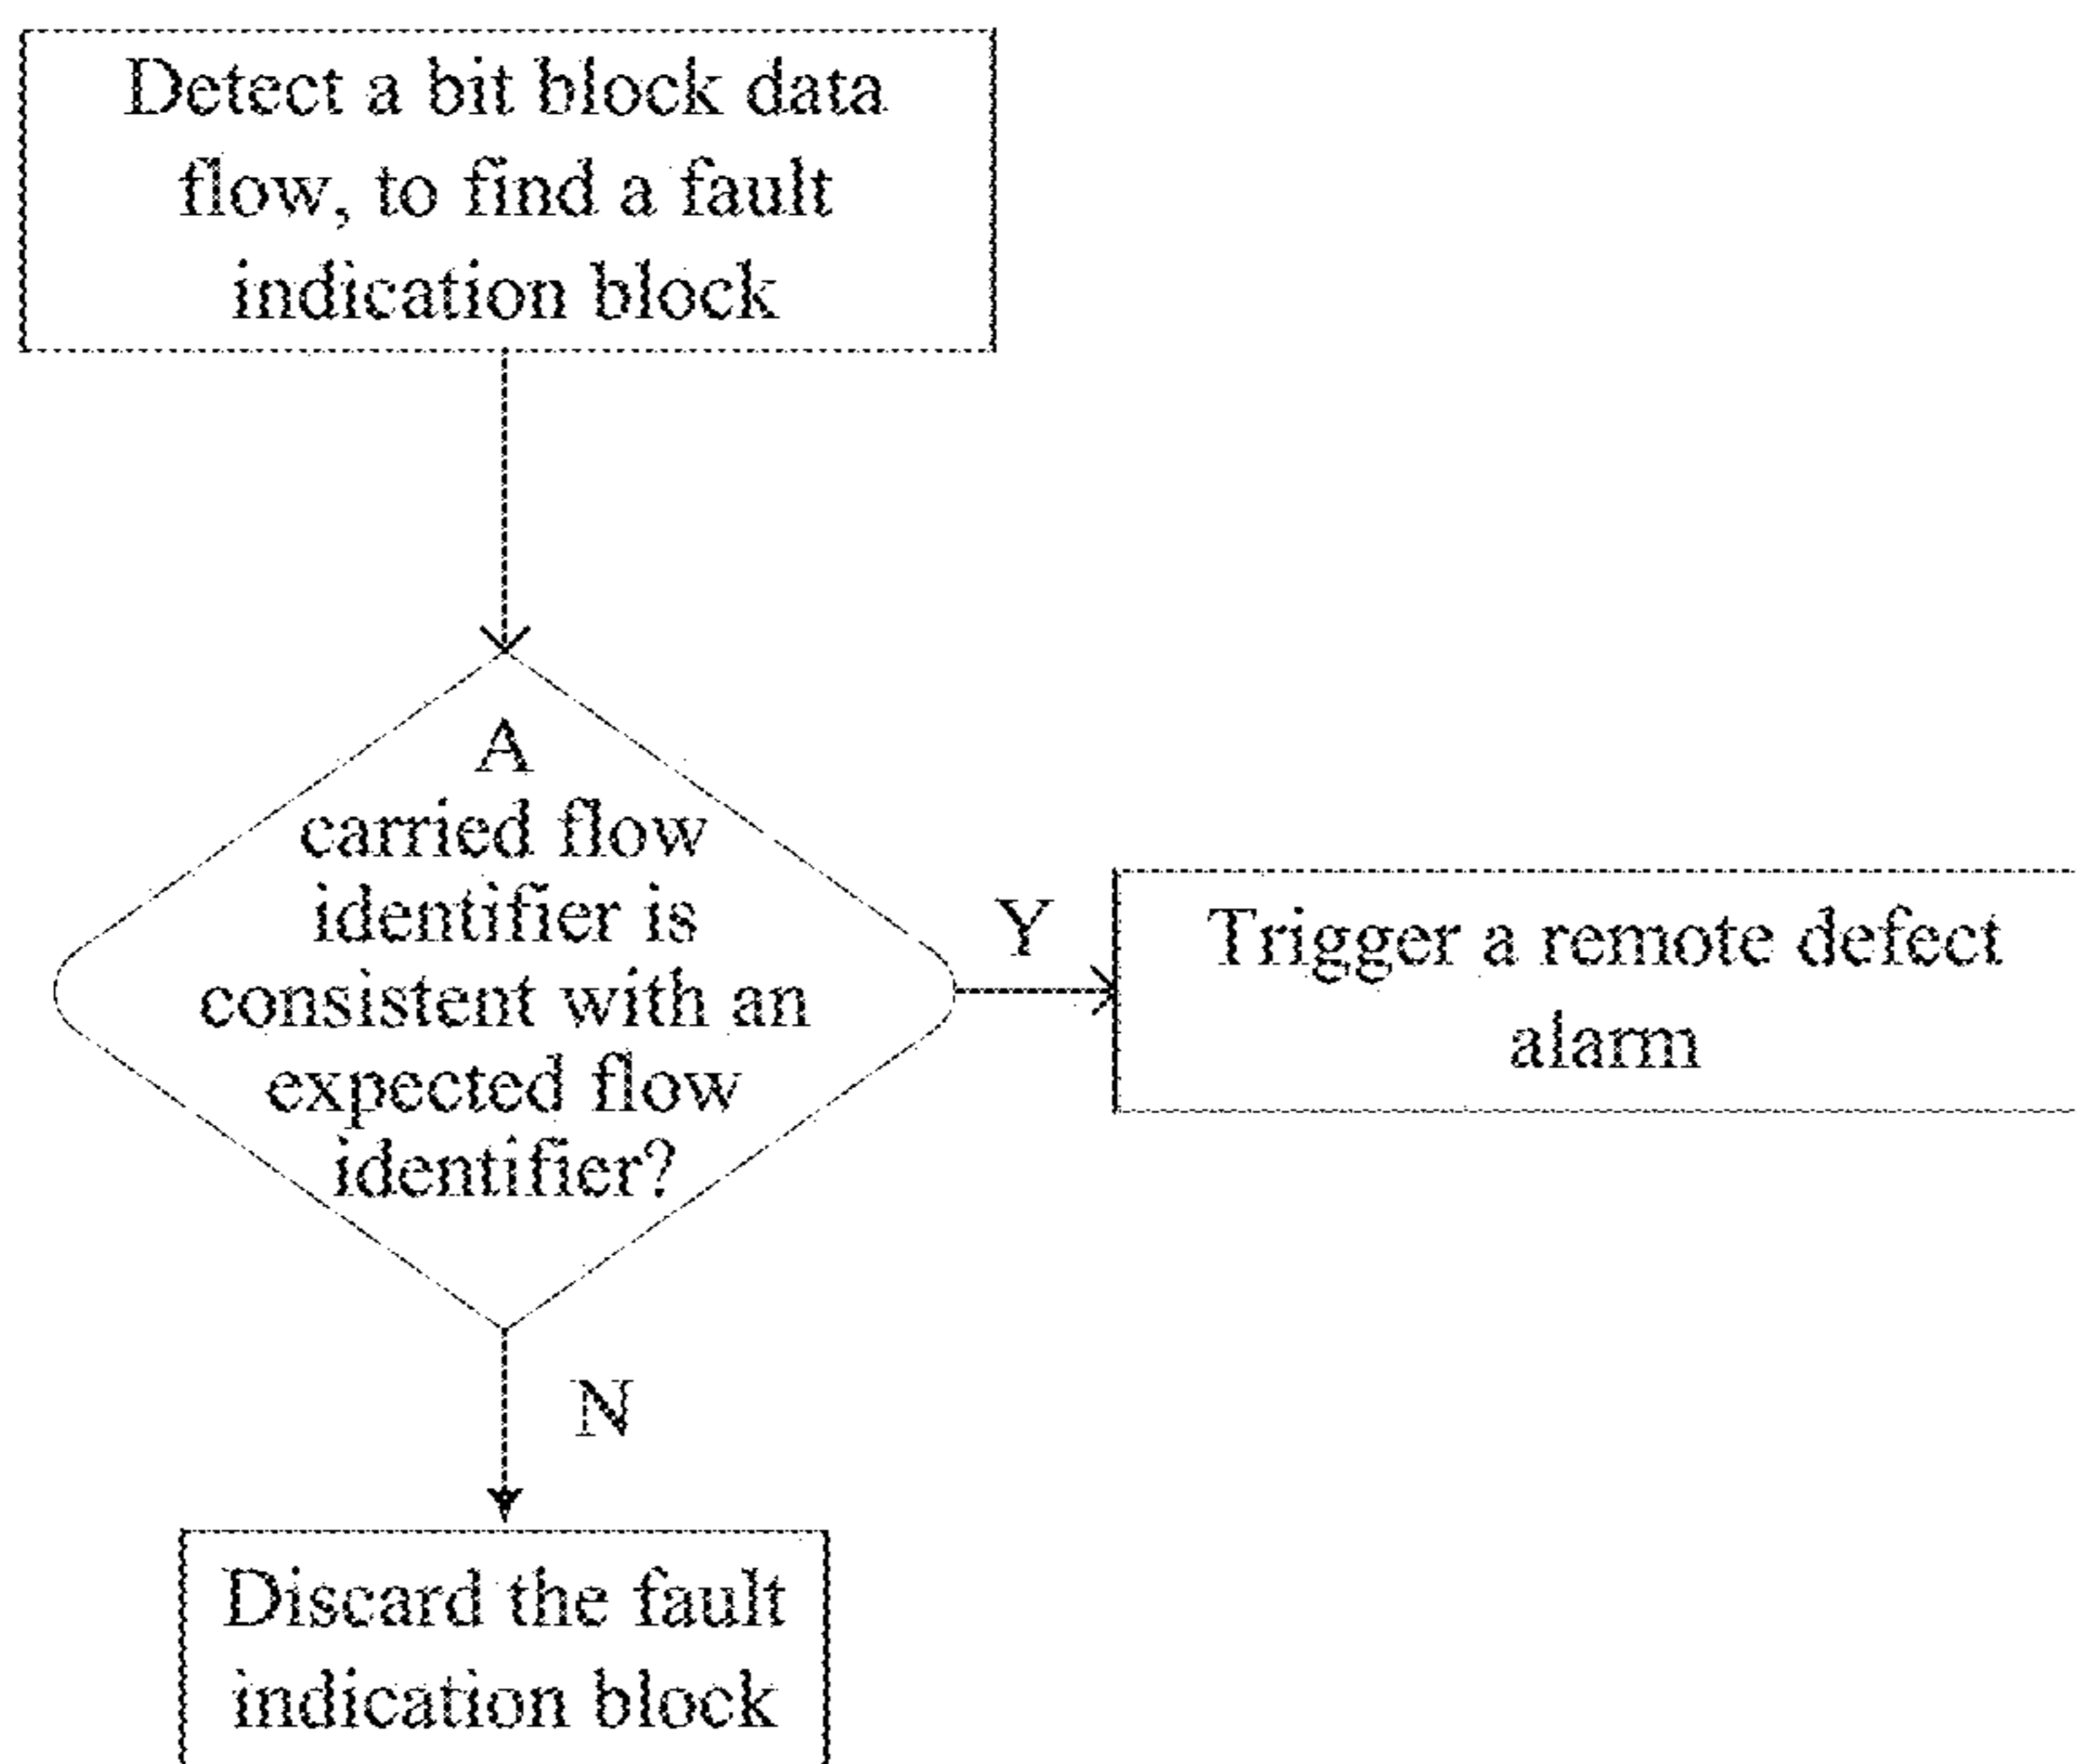 Detect a bit block data
flow, to find a fault
indication block
A
carried flow
identifier is
consistent with an
expected flow
identifier?
Y
Trigger a remote defect
alarm
N
Discard the fault
indication block